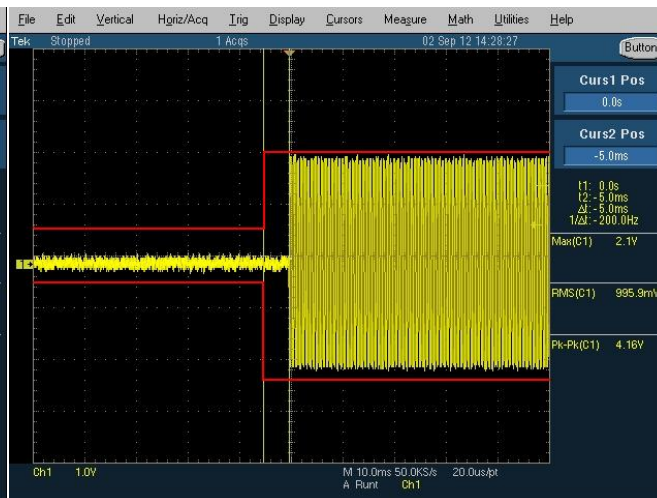 File Edit Vertical Horiz/Acq Trig Display Cursors Measure Math Utilities Help
Tek Stopped 1 Acqs 02 Sep 12 14:28:27 Button
Curs1 Pos
0.0s
Curs2 Pos
-5.0ms
t1: 0.0s
t2: -5.0ms
Δt: -5.0ms
1/Δt: -200.0Hz
Max(C1) 2.1V
RMS(C1) 995.9mV
Pk-Pk(C1) 4.16V
1
Ch1 1.0V M 10.0ms 50.0KS/s 20.0us/pt
A Runt Ch1